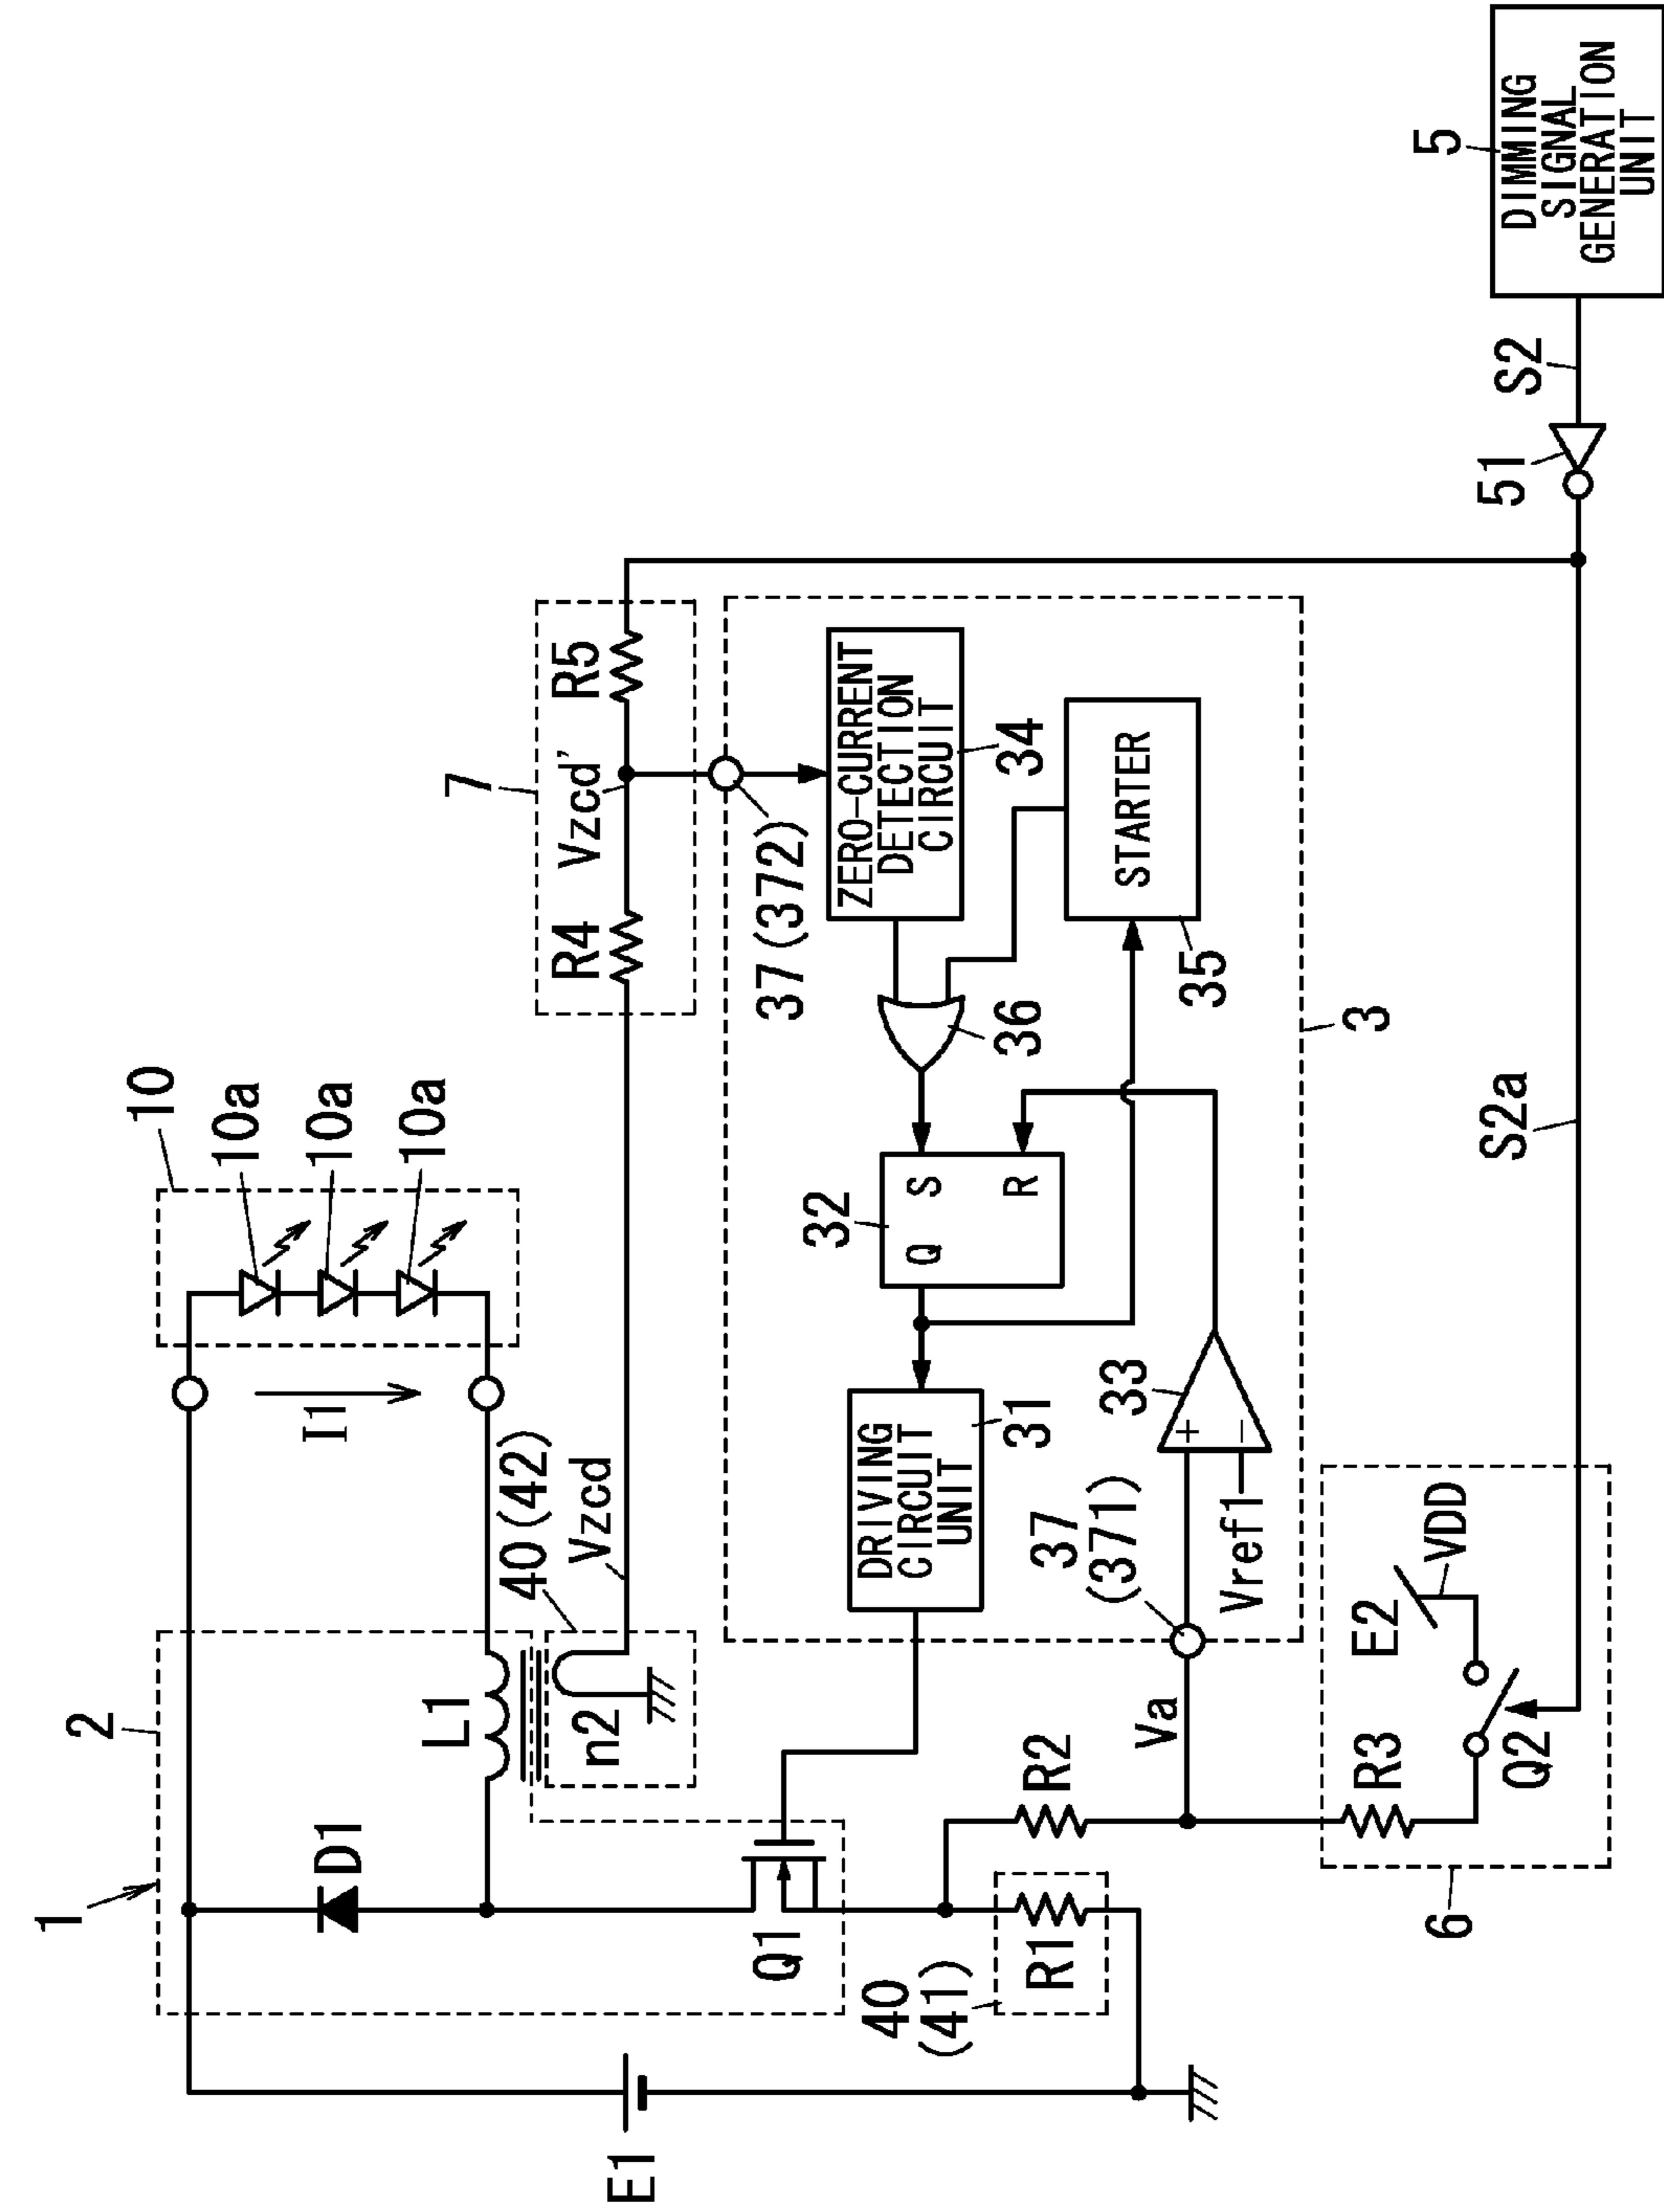 1
2
10
10a
10a
10a
D1
L1
I1
E1
Q1
n2
40(42)
Vzcd
7
R4
Vzcd'
R5
37(372)
40
(41)
R1
R2
Va
DRIVING
CIRCUIT
UNIT
31
32
Q
S
R
36
ZERO-CURRENT
DETECTION
CIRCUIT
34
STARTER
35
3
33
+
−
37
(371)
Vref1
6
R3
Q2
E2
VDD
S2a
51
S2
5
DIMMING
SIGNAL
GENERATION
UNIT